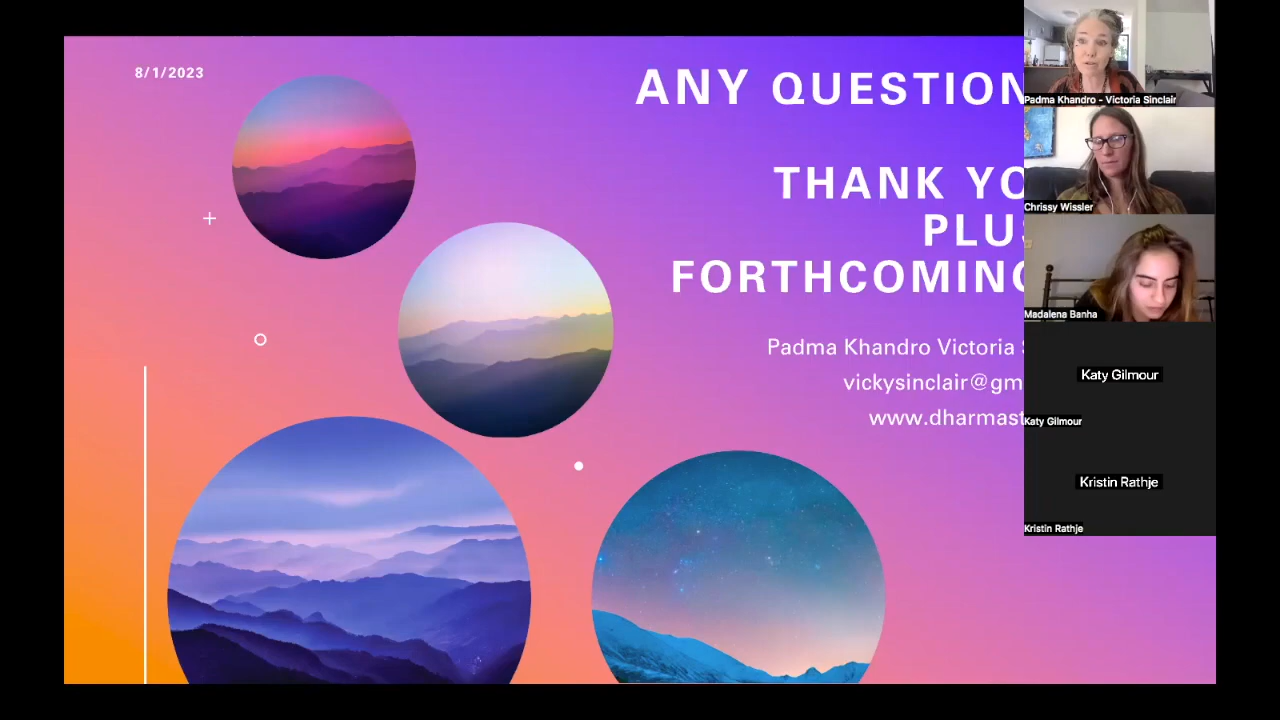 8/1/2023
ANY QUESTION
THANK YO
PLUS
FORTHCOMING
Padma Khandro Victoria S
vickysinclair@gm
www.dharmast
Padma Khandro - Victoria Sinclair
Chrissy Wissler
Madalena Banha
Katy Gilmour
Katy Gilmour
Kristin Rathje
Kristin Rathje